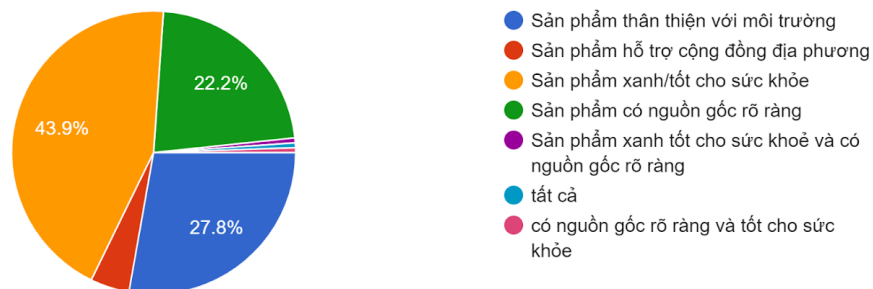 Sản phẩm thân thiện với môi trường
Sản phẩm hỗ trợ cộng đồng địa phương
Sản phẩm xanh/tốt cho sức khỏe
Sản phẩm có nguồn gốc rõ ràng
Sản phẩm xanh tốt cho sức khoẻ và có
nguồn gốc rõ ràng
tất cả
có nguồn gốc rõ ràng và tốt cho sức
khỏe
22.2%
43.9%
27.8%